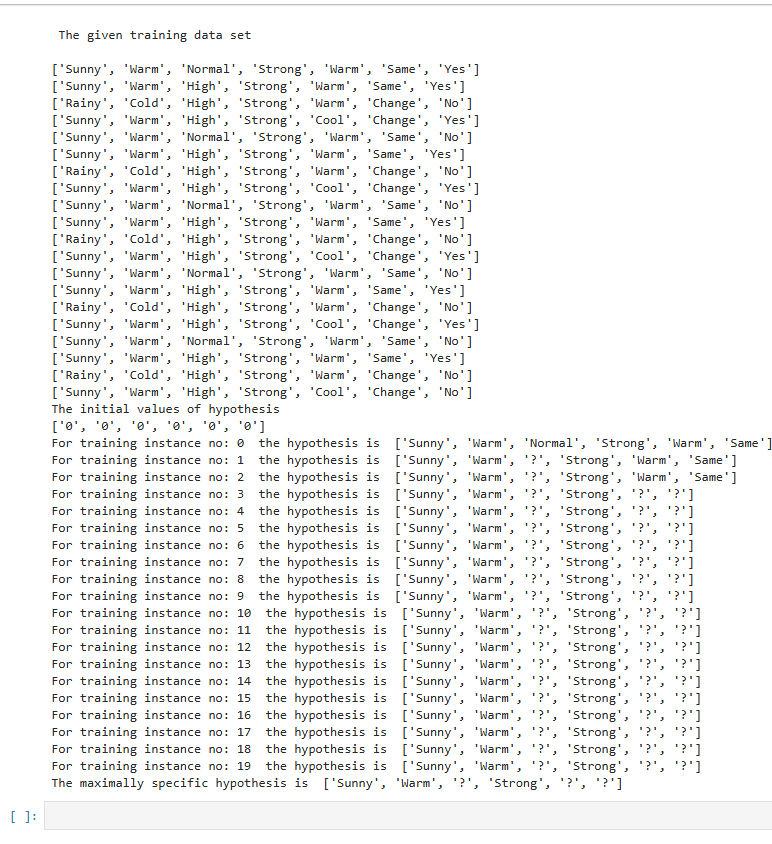 The given training data set
['Sunny', 'Warm', 'Normal', 'Strong', 'Warm', 'Same', 'Yes']
['Sunny', 'Warm', 'High', 'Strong', 'Warm', 'Same', 'Yes']
['Rainy', 'Cold', 'High', 'Strong', 'Warm', 'Change', 'No']
['Sunny', 'Warm', 'High', 'Strong', 'Cool', 'Change', 'Yes']
['Sunny', 'Warm', 'Normal', 'Strong', 'Warm', 'Same', 'No']
['Sunny', 'Warm', 'High', 'Strong', 'Warm', 'Same', 'Yes']
['Rainy', 'Cold', 'High', 'Strong', 'Warm', 'Change', 'No']
['Sunny', 'Warm', 'High', 'Strong', 'Cool', 'Change', 'Yes']
['Sunny', 'Warm', 'Normal', 'Strong', 'Warm', 'Same', 'No']
['Sunny', 'Warm', 'High', 'Strong', 'Warm', 'Same', 'Yes']
['Rainy', 'Cold', 'High', 'Strong', 'Warm', 'Change', 'No']
['Sunny', 'Warm', 'High', 'Strong', 'Cool', 'Change', 'Yes']
['Sunny', 'Warm', 'Normal', 'Strong', 'Warm', 'Same', 'No']
['Sunny', 'Warm', 'High', 'Strong', 'Warm', 'Same', 'Yes']
['Rainy', 'Cold', 'High', 'Strong', 'Warm', 'Change', 'No']
['Sunny', 'Warm', 'High', 'Strong', 'Cool', 'Change', 'Yes']
['Sunny', 'Warm', 'Normal', 'Strong', 'Warm', 'Same', 'No']
['Sunny', 'Warm', 'High', 'Strong', 'Warm', 'Same', 'Yes']
['Rainy', 'Cold', 'High', 'Strong', 'Warm', 'Change', 'No']
['Sunny', 'Warm', 'High', 'Strong', 'Cool', 'Change', 'No']
The initial values of hypothesis
['0', '0', '0', '0', '0', '0']
For training instance no: 0  the hypothesis is  ['Sunny', 'Warm', 'Normal', 'Strong', 'Warm', 'Same']
For training instance no: 1  the hypothesis is  ['Sunny', 'Warm', '?', 'Strong', 'Warm', 'Same']
For training instance no: 2  the hypothesis is  ['Sunny', 'Warm', '?', 'Strong', 'Warm', 'Same']
For training instance no: 3  the hypothesis is  ['Sunny', 'Warm', '?', 'Strong', '?', '?']
For training instance no: 4  the hypothesis is  ['Sunny', 'Warm', '?', 'Strong', '?', '?']
For training instance no: 5  the hypothesis is  ['Sunny', 'Warm', '?', 'Strong', '?', '?']
For training instance no: 6  the hypothesis is  ['Sunny', 'Warm', '?', 'Strong', '?', '?']
For training instance no: 7  the hypothesis is  ['Sunny', 'Warm', '?', 'Strong', '?', '?']
For training instance no: 8  the hypothesis is  ['Sunny', 'Warm', '?', 'Strong', '?', '?']
For training instance no: 9  the hypothesis is  ['Sunny', 'Warm', '?', 'Strong', '?', '?']
For training instance no: 10  the hypothesis is  ['Sunny', 'Warm', '?', 'Strong', '?', '?']
For training instance no: 11  the hypothesis is  ['Sunny', 'Warm', '?', 'Strong', '?', '?']
For training instance no: 12  the hypothesis is  ['Sunny', 'Warm', '?', 'Strong', '?', '?']
For training instance no: 13  the hypothesis is  ['Sunny', 'Warm', '?', 'Strong', '?', '?']
For training instance no: 14  the hypothesis is  ['Sunny', 'Warm', '?', 'Strong', '?', '?']
For training instance no: 15  the hypothesis is  ['Sunny', 'Warm', '?', 'Strong', '?', '?']
For training instance no: 16  the hypothesis is  ['Sunny', 'Warm', '?', 'Strong', '?', '?']
For training instance no: 17  the hypothesis is  ['Sunny', 'Warm', '?', 'Strong', '?', '?']
For training instance no: 18  the hypothesis is  ['Sunny', 'Warm', '?', 'Strong', '?', '?']
For training instance no: 19  the hypothesis is  ['Sunny', 'Warm', '?', 'Strong', '?', '?']
The maximally specific hypothesis is  ['Sunny', 'Warm', '?', 'Strong', '?', '?']
[ ]: